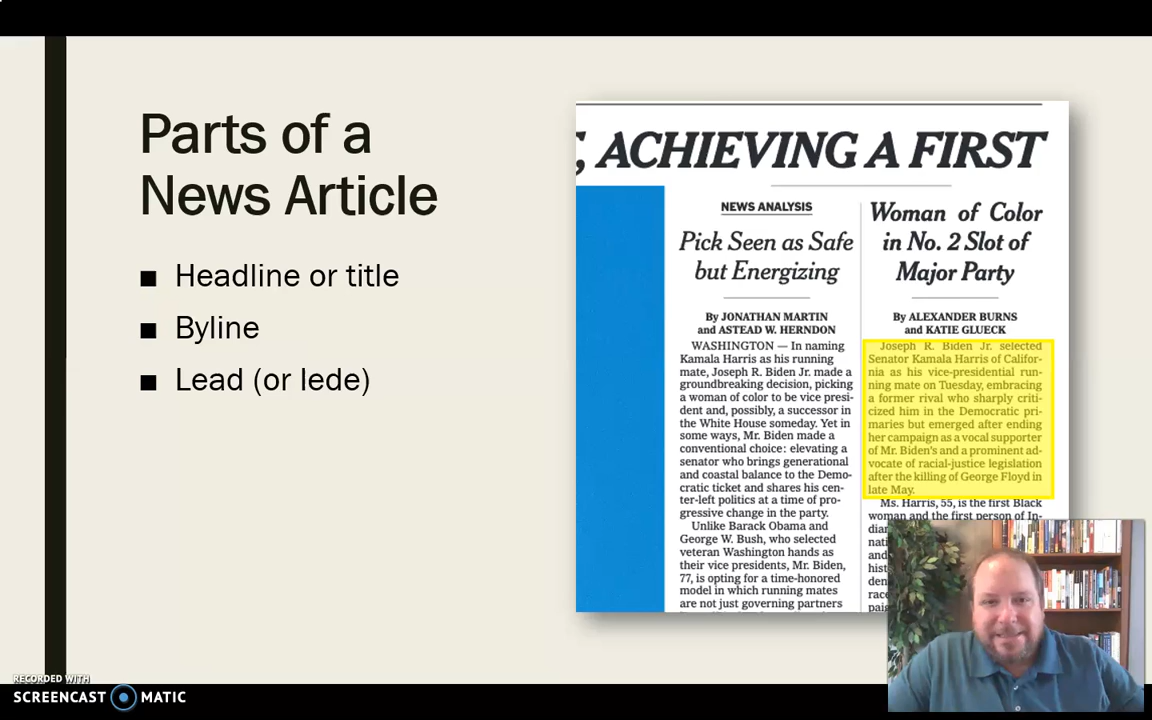 Parts of a
News Article
■ Headline or title
■ Byline
■ Lead (or lede)
, ACHIEVING A FIRST
NEWS ANALYSIS
Pick Seen as Safe
but Energizing
By JONATHAN MARTIN
and ASTEAD W. HERNDON
WASHINGTON — In naming
Kamala Harris as his running
mate, Joseph R. Biden Jr. made a
groundbreaking decision, picking
a woman of color to be vice presi-
dent and, possibly, a successor in
the White House someday. Yet in
some ways, Mr. Biden made a
conventional choice: elevating a
senator who brings generational
and coastal balance to the Demo-
cratic ticket and shares his cen-
ter-left politics at a time of pro-
gressive change in the party.
Unlike Barack Obama and
George W. Bush, who selected
veteran Washington hands as
their vice presidents, Mr. Biden,
77, is opting for a time-honored
model in which running mates
are not just governing partners
Woman of Color
in No. 2 Slot of
Major Party
By ALEXANDER BURNS
and KATIE GLUECK
Joseph R. Biden Jr. selected
Senator Kamala Harris of Califor-
nia as his vice-presidential run-
ning mate on Tuesday, embracing
a former rival who sharply criti-
cized him in the Democratic pri-
maries but emerged after ending
her campaign as a vocal supporter
of Mr. Biden's and a prominent ad-
vocate of racial-justice legislation
after the killing of George Floyd in
late May.
Ms. Harris, 55, is the first Black
woman and the first person of In-
dian
nati
and
hist
den
race
paig
RECORDED WITH
SCREENCAST MATIC